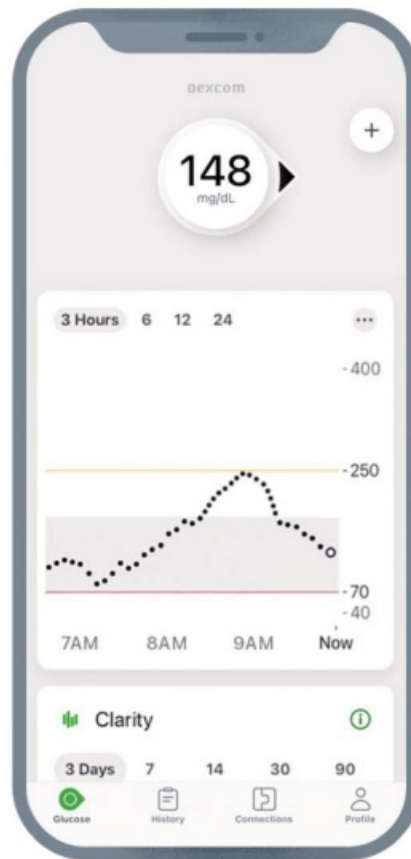 Dexcom
148
mg/dL
+
3 Hours 6 12 24
400
250
70
40
7AM 8AM 9AM Now
Clarity
3 Days 7 14 30 90
Glucose History Connections Profile